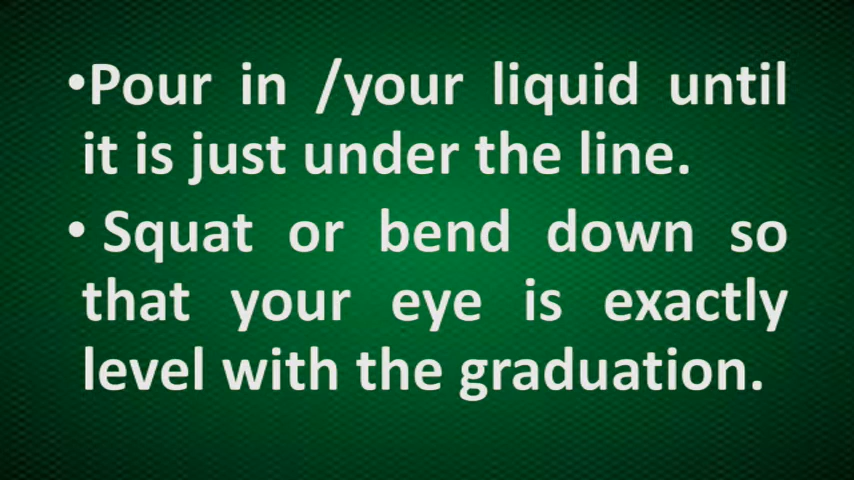 •Pour in /your liquid until
it is just under the line.
• Squat or bend down so
that your eye is exactly
level with the graduation.